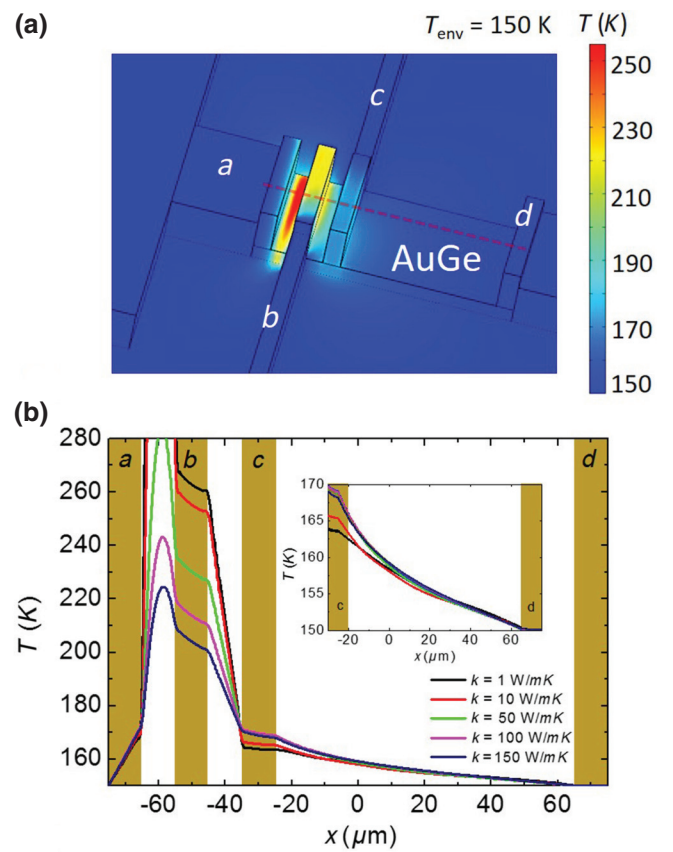 (a)
T_env = 150 K
T (K)
250
230
210
190
170
150
a
b
c
d
AuGe
(b)
280
260
240
220
200
180
160
T (K)
a
b
c
d
170
165
160
155
150
T (K)
c
d
-20 0 20 40 60
x (µm)
k = 1 W/mK
k = 10 W/mK
k = 50 W/mK
k = 100 W/mK
k = 150 W/mK
-60 -40 -20 0 20 40 60
x (µm)